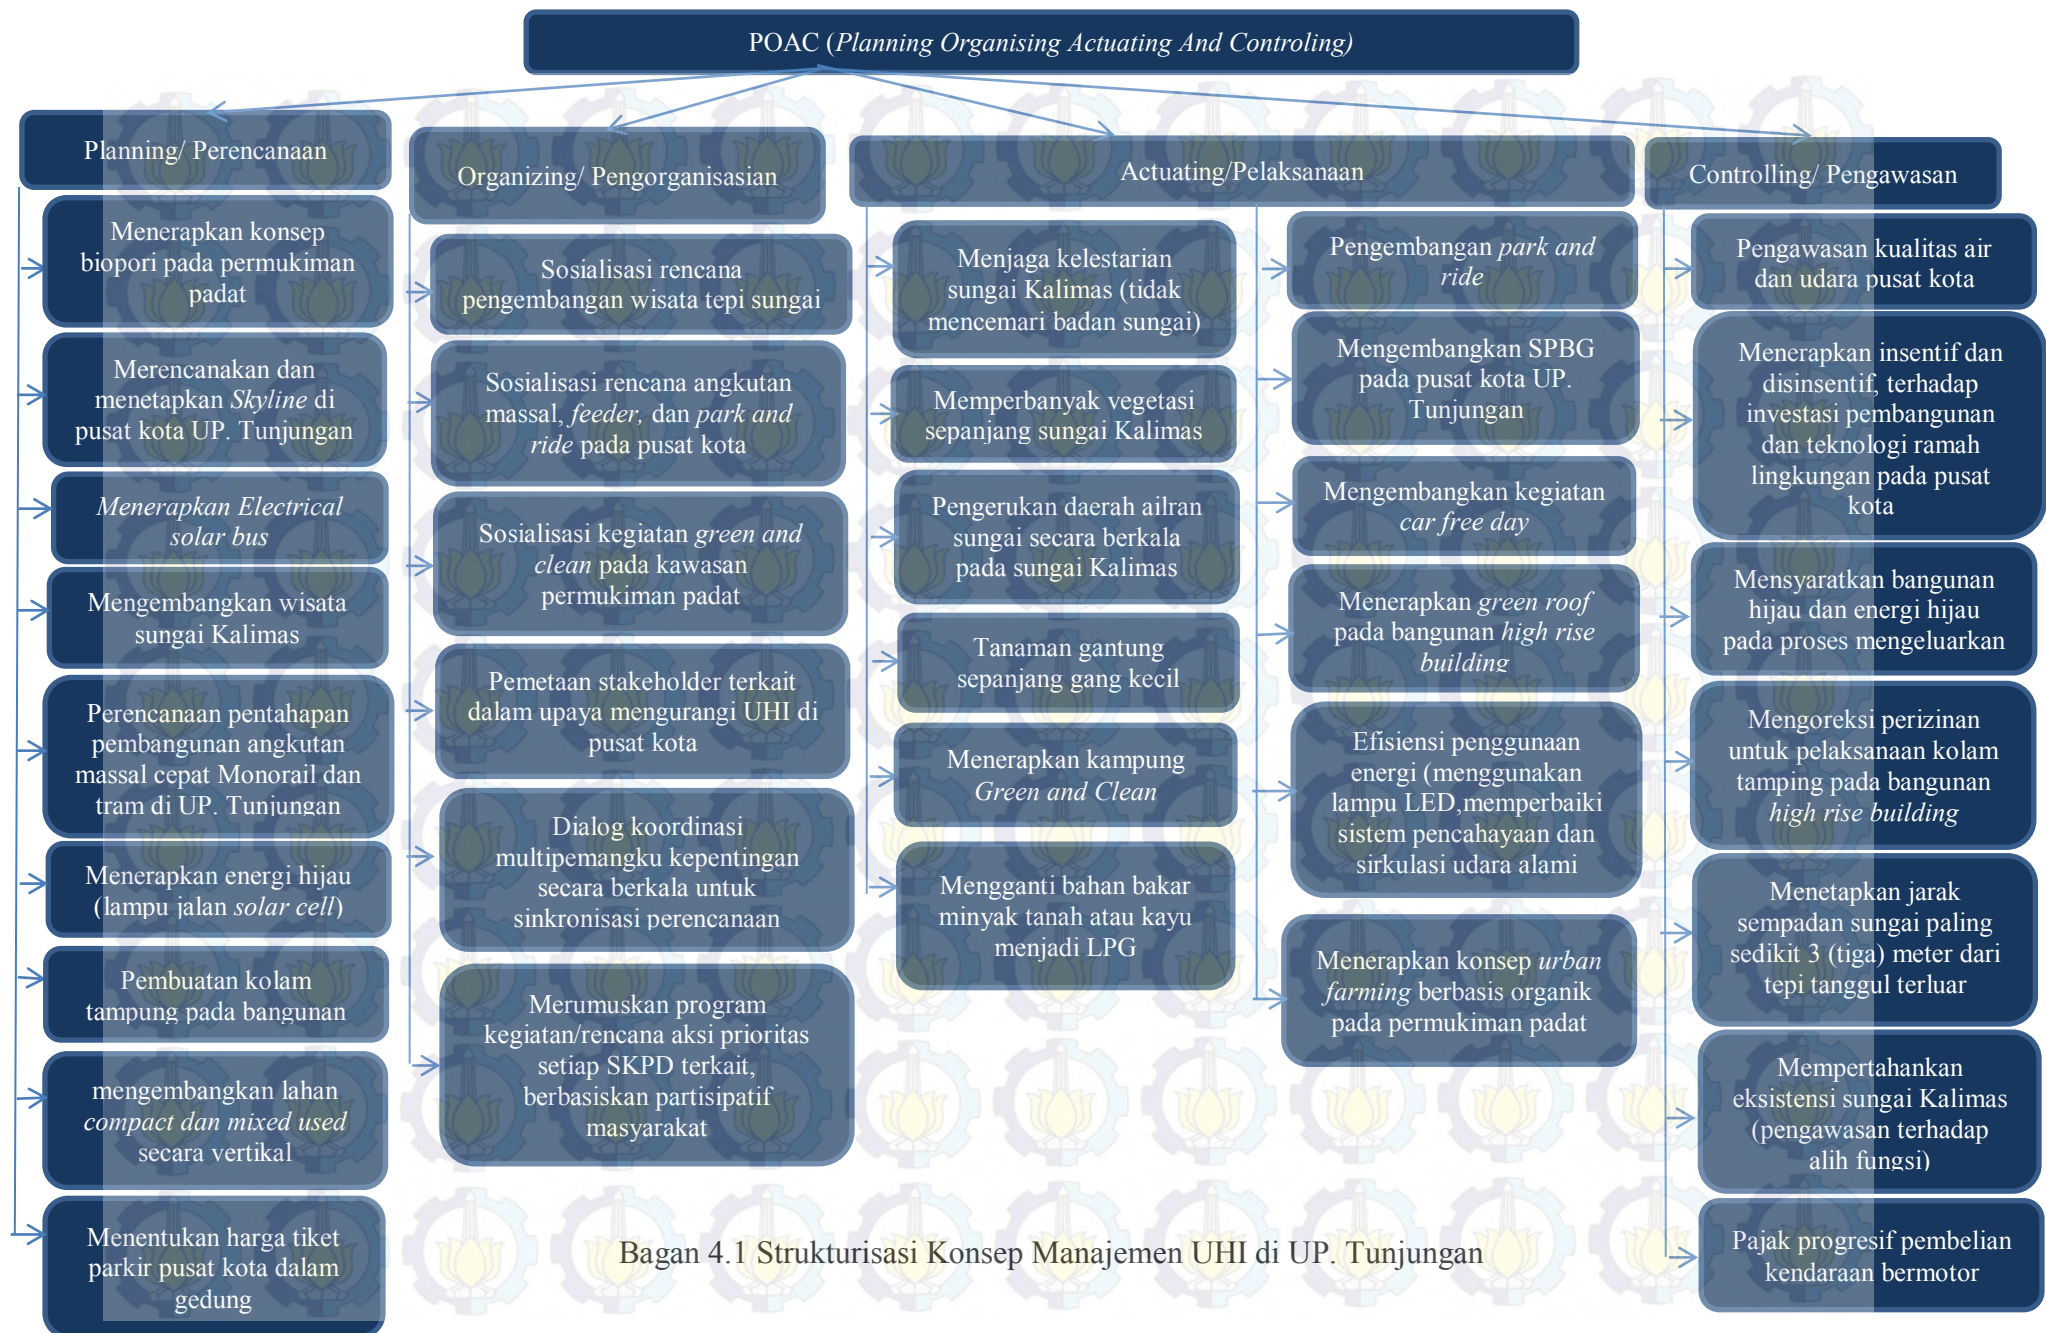 POAC (Planning Organising Actuating And Controling)
Planning/ Perencanaan
Menerapkan konsep
biopori pada permukiman
padat
Merencanakan dan
menetapkan Skyline di
pusat kota UP. Tunjungan
Menerapkan Electrical
solar bus
Mengembangkan wisata
sungai Kalimas
Perencanaan pentahapan
pembangunan angkutan
massal cepat Monorail dan
tram di UP. Tunjungan
Menerapkan energi hijau
(lampu jalan solar cell)
Pembuatan kolam
tampung pada bangunan
mengembangkan lahan
compact dan mixed used
secara vertikal
Menentukan harga tiket
parkir pusat kota dalam
gedung
Organizing/ Pengorganisasian
Sosialisasi rencana
pengembangan wisata tepi sungai
Sosialisasi rencana angkutan
massal, feeder, dan park and
ride pada pusat kota
Sosialisasi kegiatan green and
clean pada kawasan
permukiman padat
Pemetaan stakeholder terkait
dalam upaya mengurangi UHI di
pusat kota
Dialog koordinasi
multipemangku kepentingan
secara berkala untuk
sinkronisasi perencanaan
Merumuskan program
kegiatan/rencana aksi prioritas
setiap SKPD terkait,
berbasiskan partisipatif
masyarakat
Actuating/Pelaksanaan
Menjaga kelestarian
sungai Kalimas (tidak
mencemari badan sungai)
Memperbanyak vegetasi
sepanjang sungai Kalimas
Pengerukan daerah ailran
sungai secara berkala
pada sungai Kalimas
Tanaman gantung
sepanjang gang kecil
Menerapkan kampung
Green and Clean
Mengganti bahan bakar
minyak tanah atau kayu
menjadi LPG
Pengembangan park and
ride
Mengembangkan SPBG
pada pusat kota UP.
Tunjungan
Mengembangkan kegiatan
car free day
Menerapkan green roof
pada bangunan high rise
building
Efisiensi penggunaan
energi (menggunakan
lampu LED,memperbaiki
sistem pencahayaan dan
sirkulasi udara alami
Menerapkan konsep urban
farming berbasis organik
pada permukiman padat
Controlling/ Pengawasan
Pengawasan kualitas air
dan udara pusat kota
Menerapkan insentif dan
disinsentif, terhadap
investasi pembangunan
dan teknologi ramah
lingkungan pada pusat
kota
Mensyaratkan bangunan
hijau dan energi hijau
pada proses mengeluarkan
Mengoreksi perizinan
untuk pelaksanaan kolam
tamping pada bangunan
high rise building
Menetapkan jarak
sempadan sungai paling
sedikit 3 (tiga) meter dari
tepi tanggul terluar
Mempertahankan
eksistensi sungai Kalimas
(pengawasan terhadap
alih fungsi)
Pajak progresif pembelian
kendaraan bermotor
Bagan 4.1 Strukturisasi Konsep Manajemen UHI di UP. Tunjungan